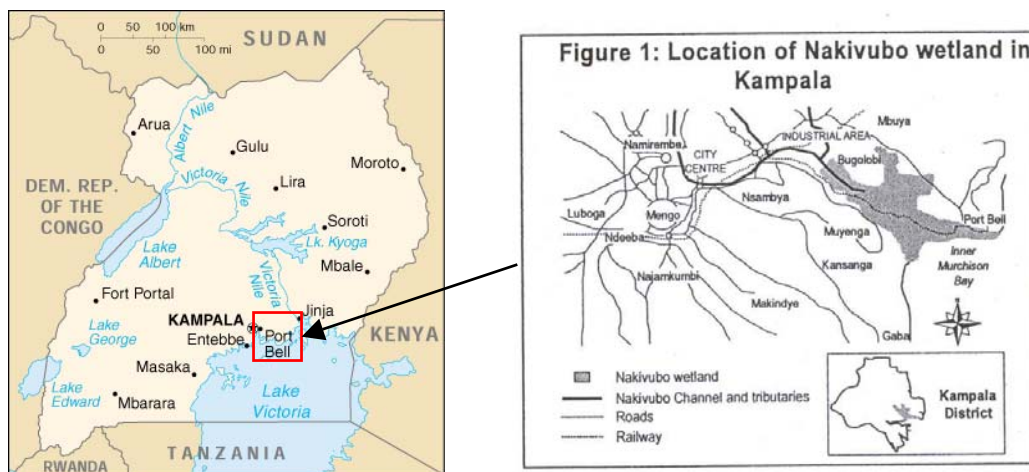 0 50 100 km
0 50 100 mi
SUDAN
Arua
Albert Nile
Gulu
Moroto
Victoria Nile
Lira
DEM. REP.
OF THE
CONGO
Soroti
Lake
Albert
Lk. Kyoga
Mbale
Victoria
Nile
Fort Portal
Jinja
KAMPALA
Port
Bell
KENYA
Lake
George
Entebbe
Masaka
Lake
Edward
Mbarara
Lake
Victoria
TANZANIA
RWANDA
Figure 1: Location of Nakivubo wetland in
Kampala
Mbuya
INDUSTRIAL AREA
Namirembe
CITY
CENTRE
Bugolobi
Nsambya
Luboga
Mengo
Port Bell
Ndeeba
Muyenga
Inner
Murchison
Bay
Kansanga
Najamkumbi
Makindye
Gaba
Nakivubo wetland
Nakivubo Channel and tributaries
Roads
Railway
Kampala
District